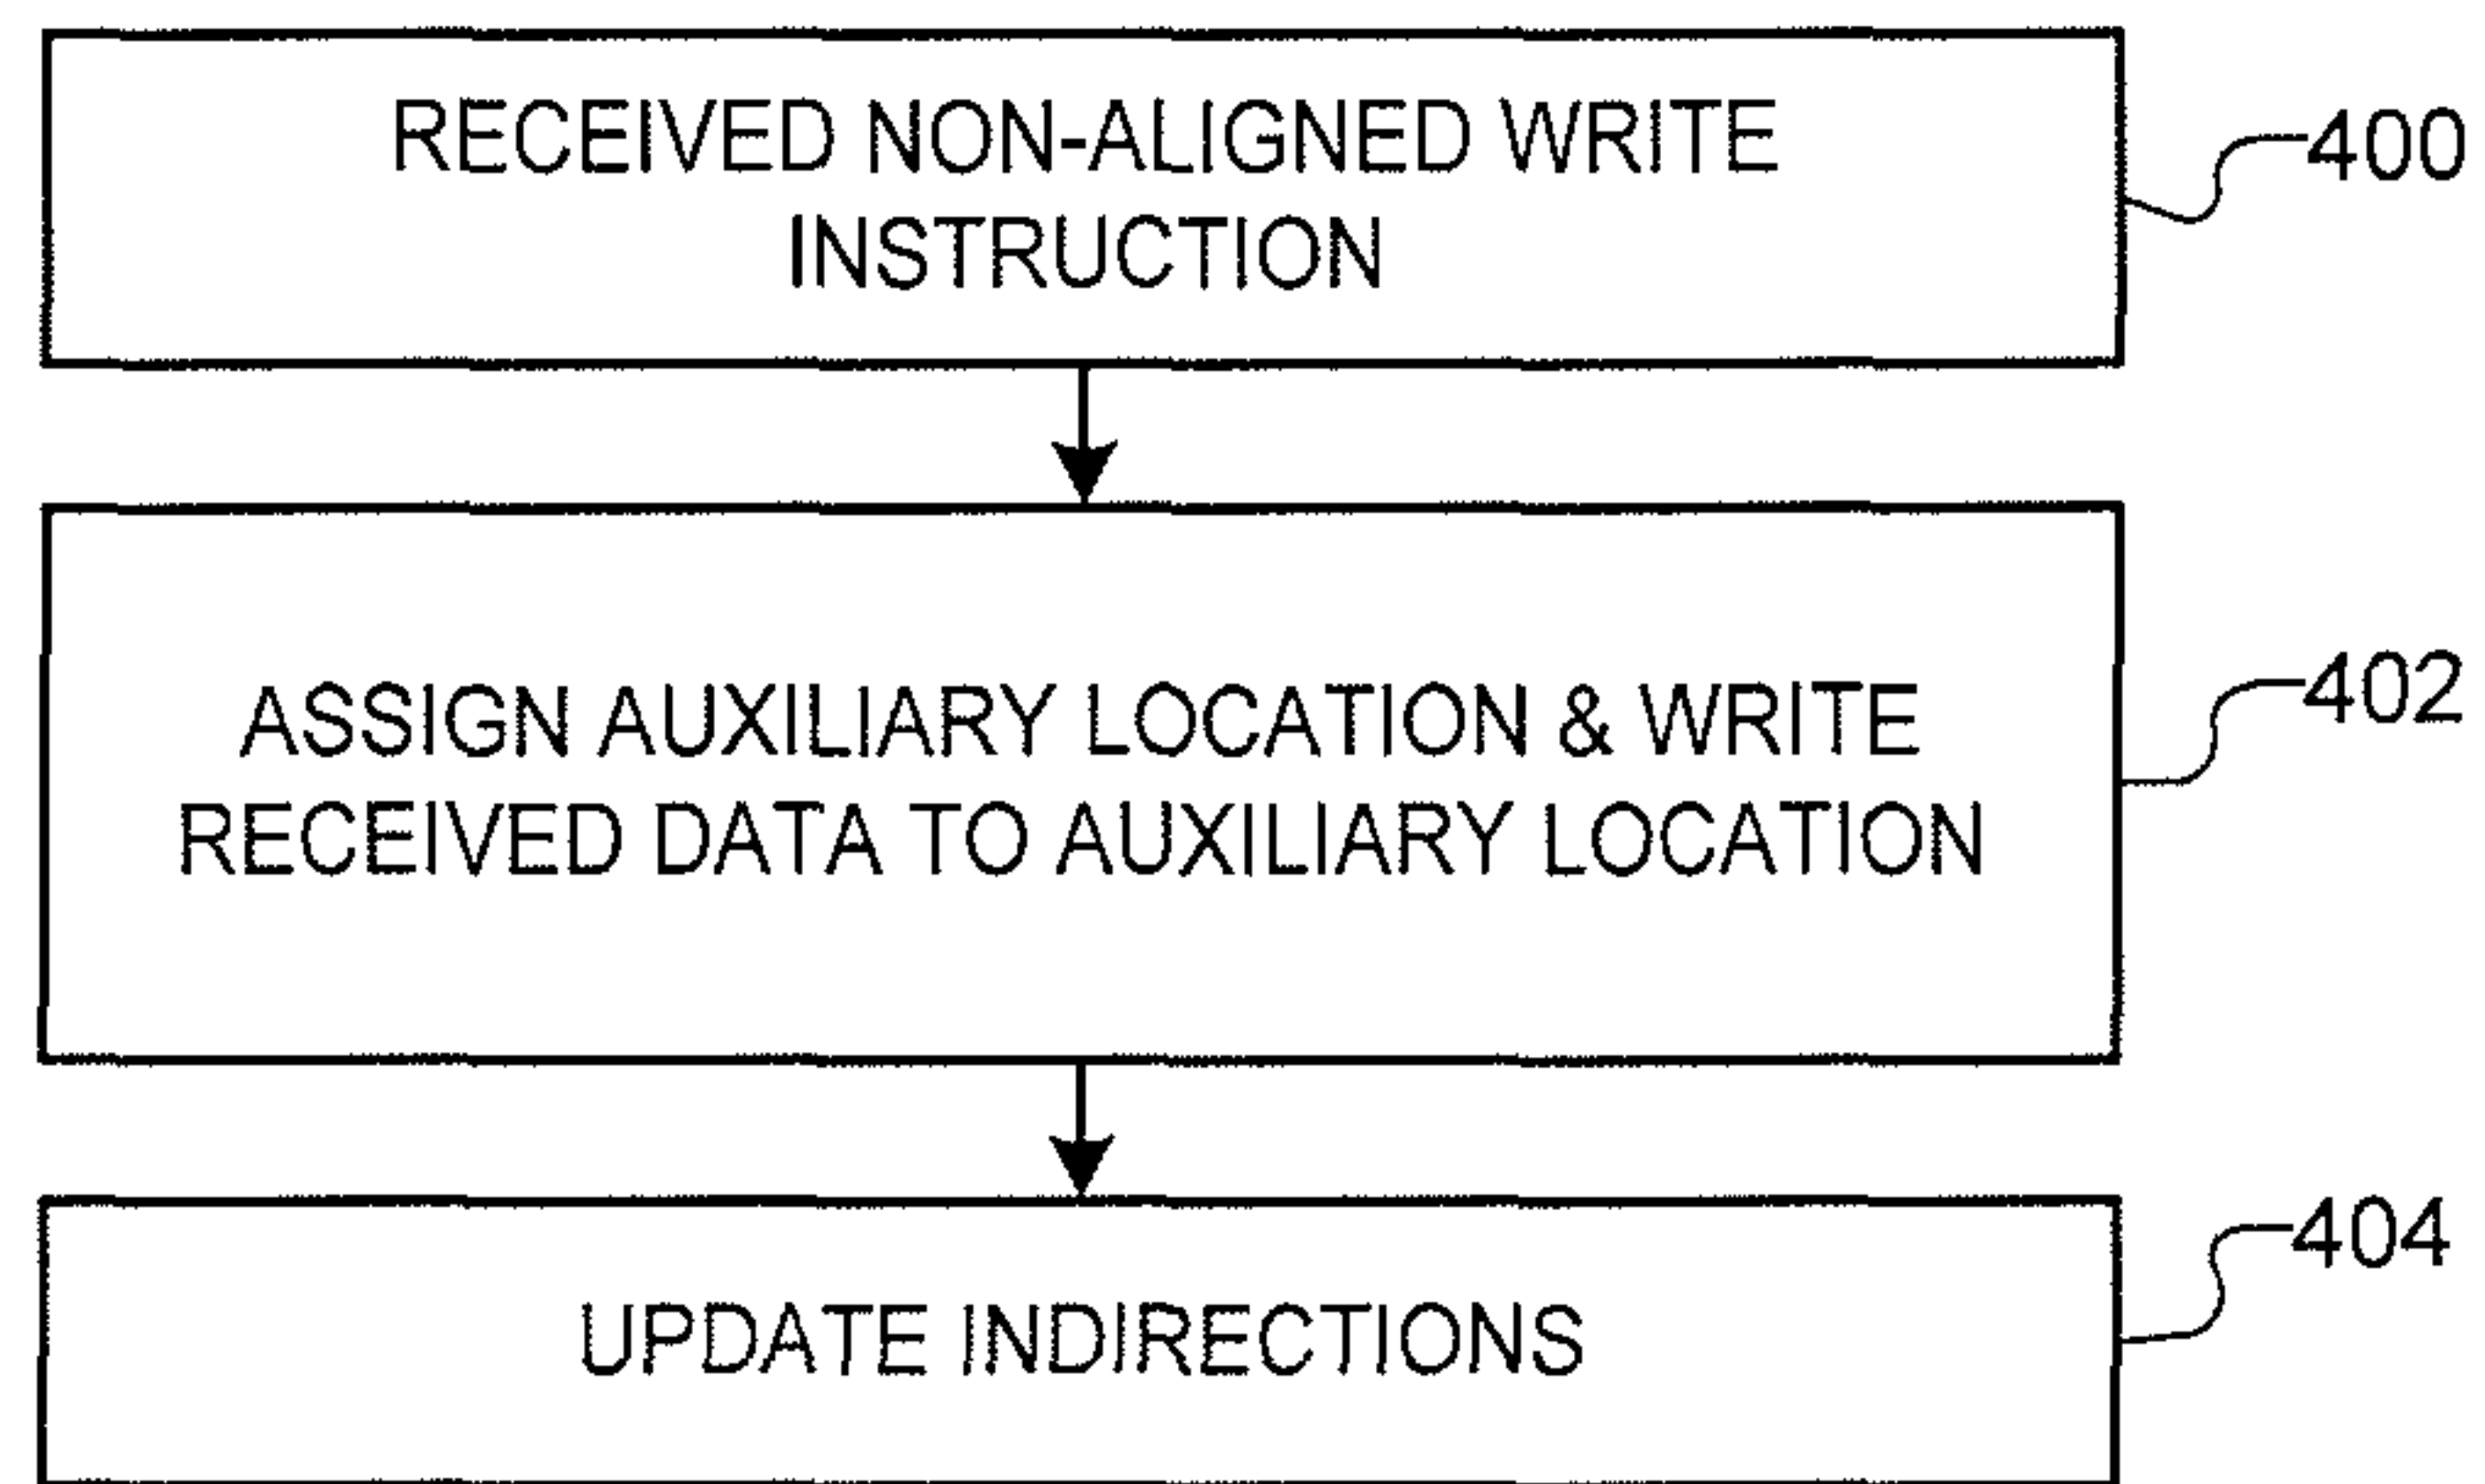 RECEIVED NON-ALIGNED WRITE
INSTRUCTION
400
ASSIGN AUXILIARY LOCATION & WRITE
RECEIVED DATA TO AUXILIARY LOCATION
402
UPDATE INDIRECTIONS
404